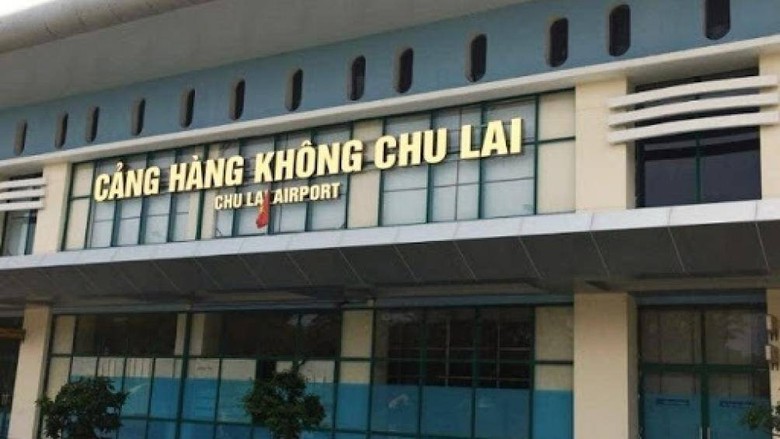 CẢNG HÀNG KHÔNG CHU LAI
CHU LAI AIRPORT